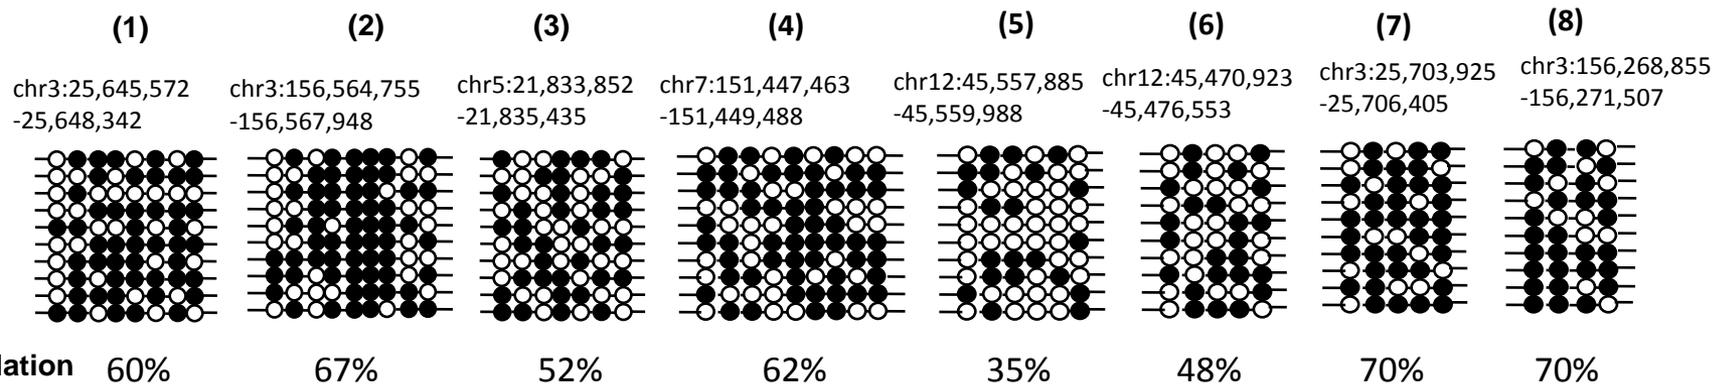 (1) (2) (3) (4) (5) (6) (7) (8)
chr3:25,645,572 chr3:156,564,755 chr5:21,833,852 chr7:151,447,463 chr12:45,557,885 chr12:45,470,923 chr3:25,703,925 chr3:156,268,855
-25,648,342 -156,567,948 -21,835,435 -151,449,488 -45,559,988 -45,476,553 -25,706,405 -156,271,507
lation 60% 67% 52% 62% 35% 48% 70% 70%